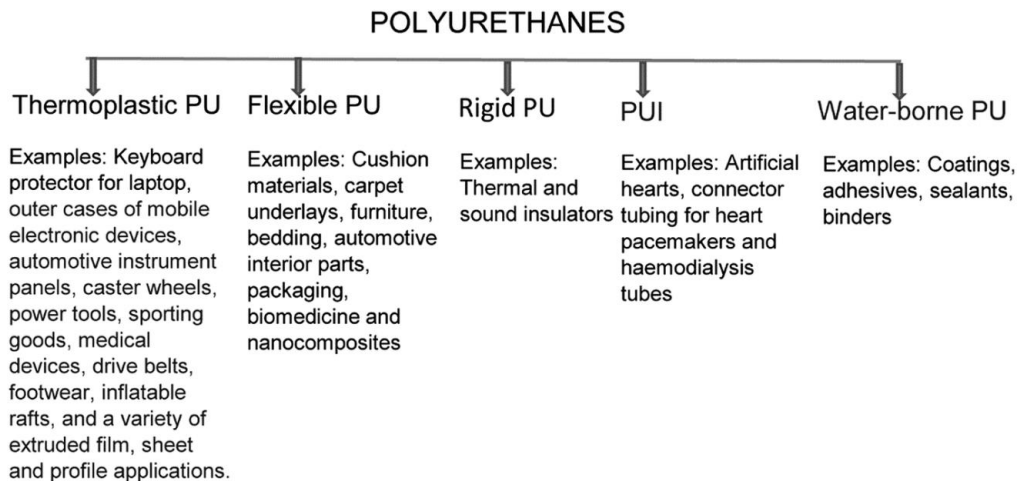 POLYURETHANES
Thermoplastic PU
Examples: Keyboard
protector for laptop,
outer cases of mobile
electronic devices,
automotive instrument
panels, caster wheels,
power tools, sporting
goods, medical
devices, drive belts,
footwear, inflatable
rafts, and a variety of
extruded film, sheet
and profile applications.
Flexible PU
Examples: Cushion
materials, carpet
underlays, furniture,
bedding, automotive
interior parts,
packaging,
biomedicine and
nanocomposites
Rigid PU
Examples:
Thermal and
sound insulators
PUI
Examples: Artificial
hearts, connector
tubing for heart
pacemakers and
haemodialysis
tubes
Water-borne PU
Examples: Coatings,
adhesives, sealants,
binders